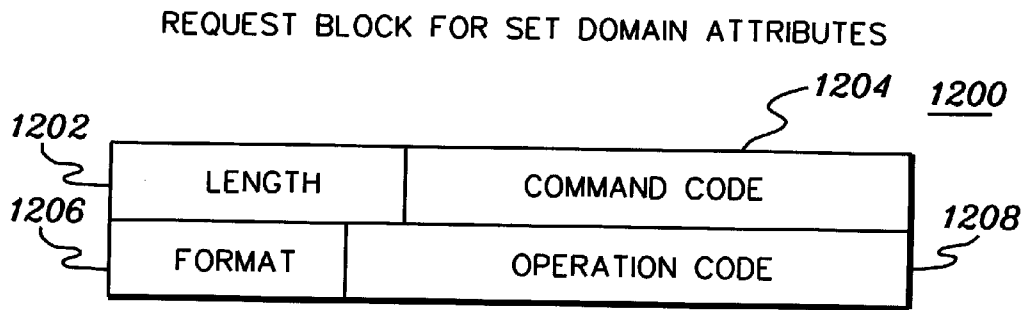 REQUEST BLOCK FOR SET DOMAIN ATTRIBUTES
1204
1200
1202
LENGTH COMMAND CODE
1206
1208
FORMAT OPERATION CODE